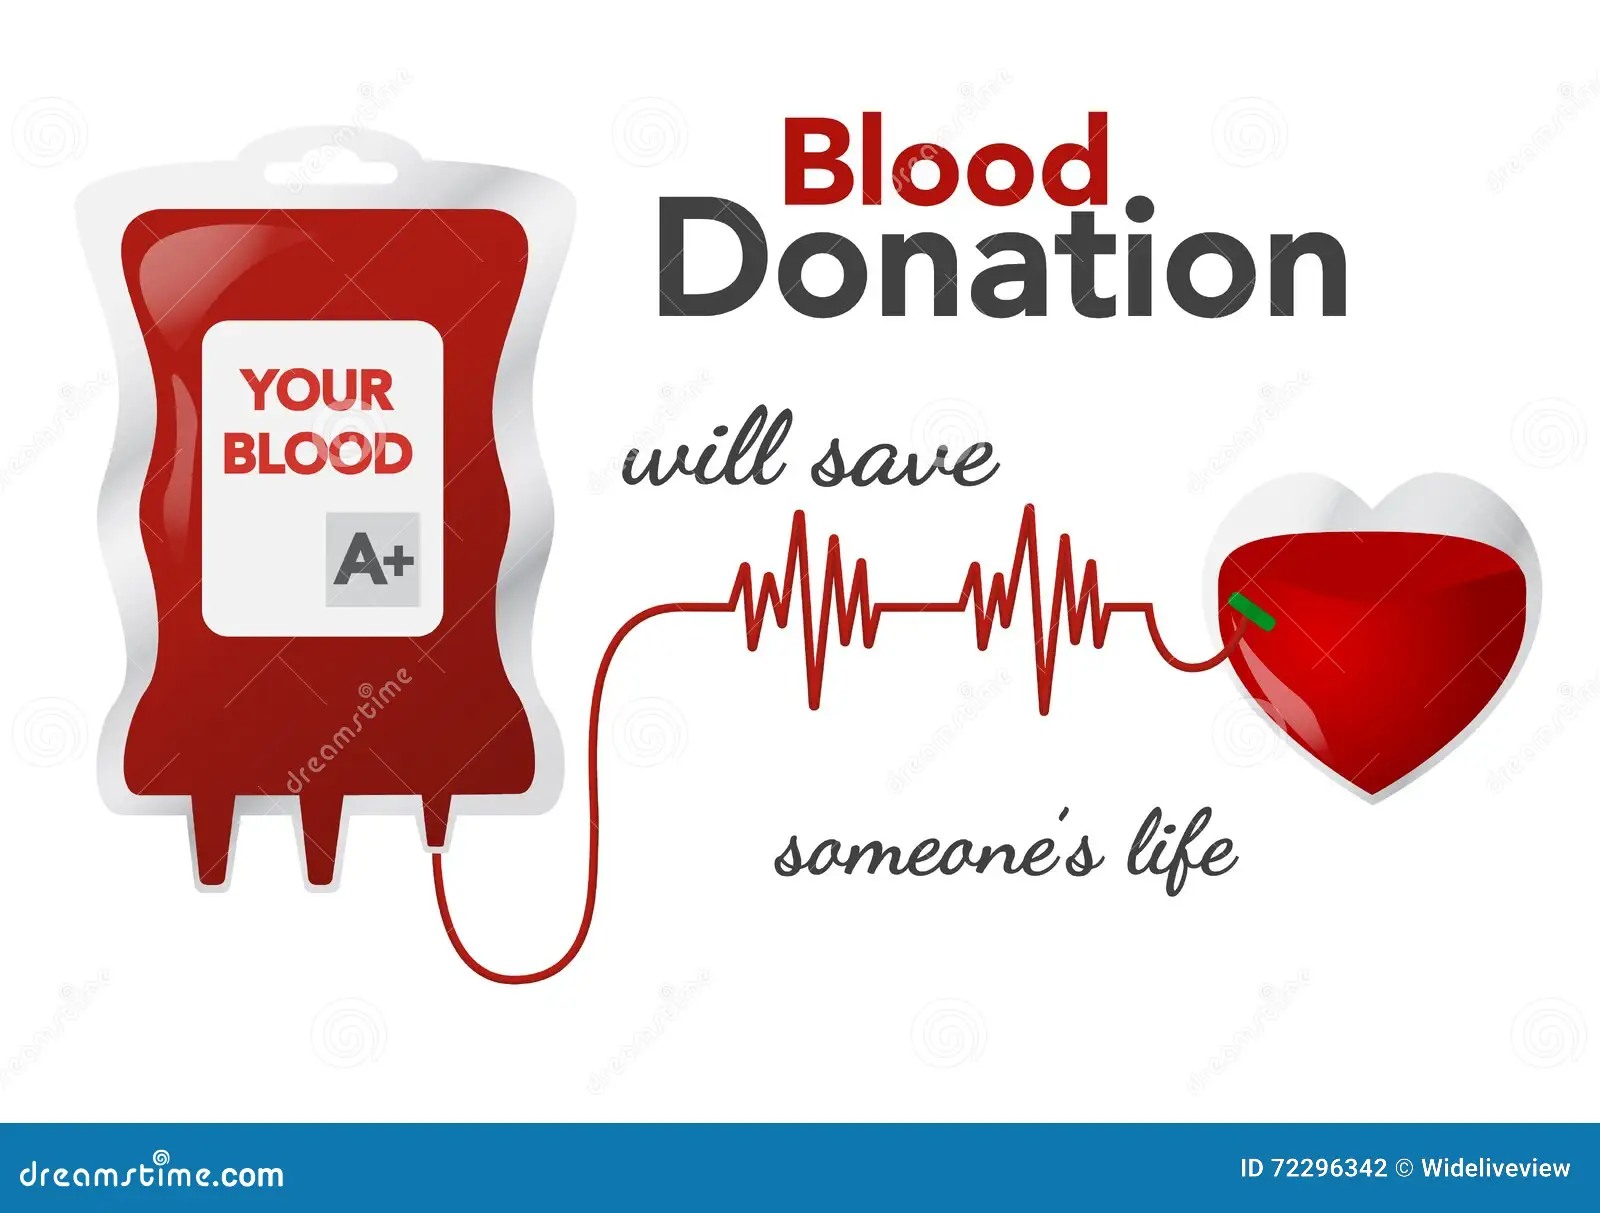 Blood
Donation
YOUR
BLOOD
A+
will save
someone's life
dreamstime.com
ID 72296342 © Wideliveview